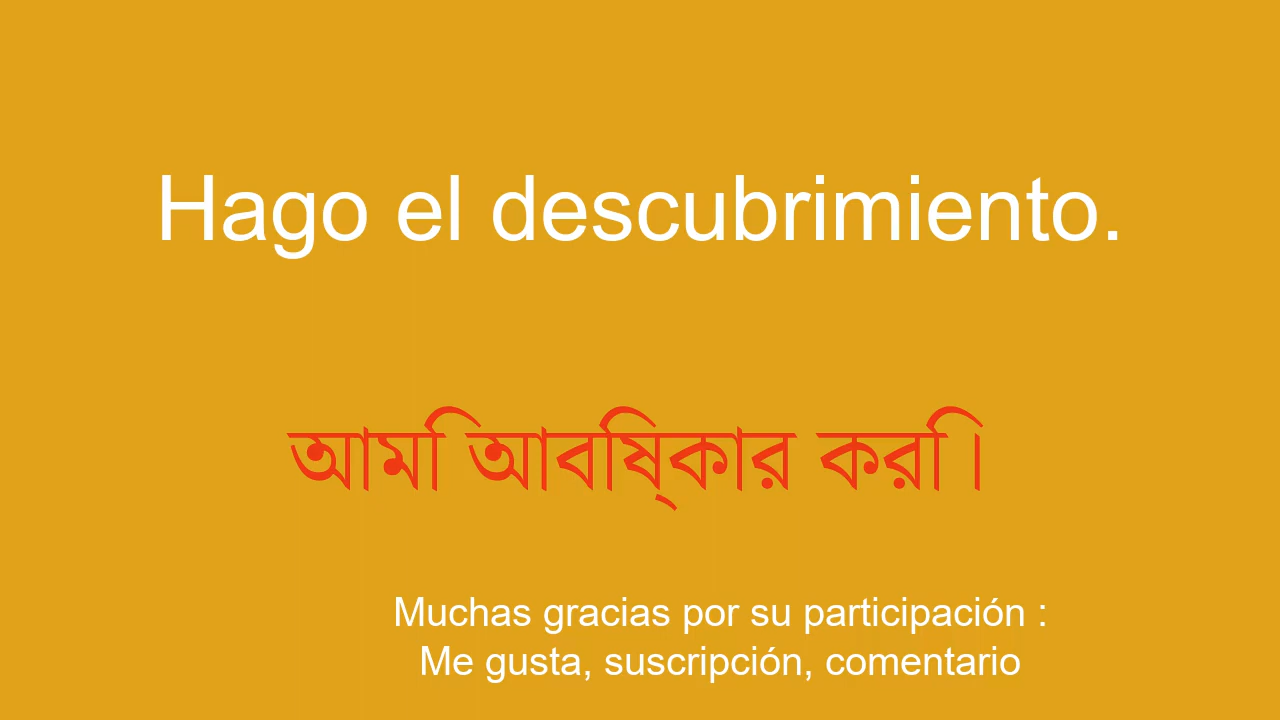 Hago el descubrimiento.
আমি আবিষ্কার করি।
Muchas gracias por su participación :
Me gusta, suscripción, comentario